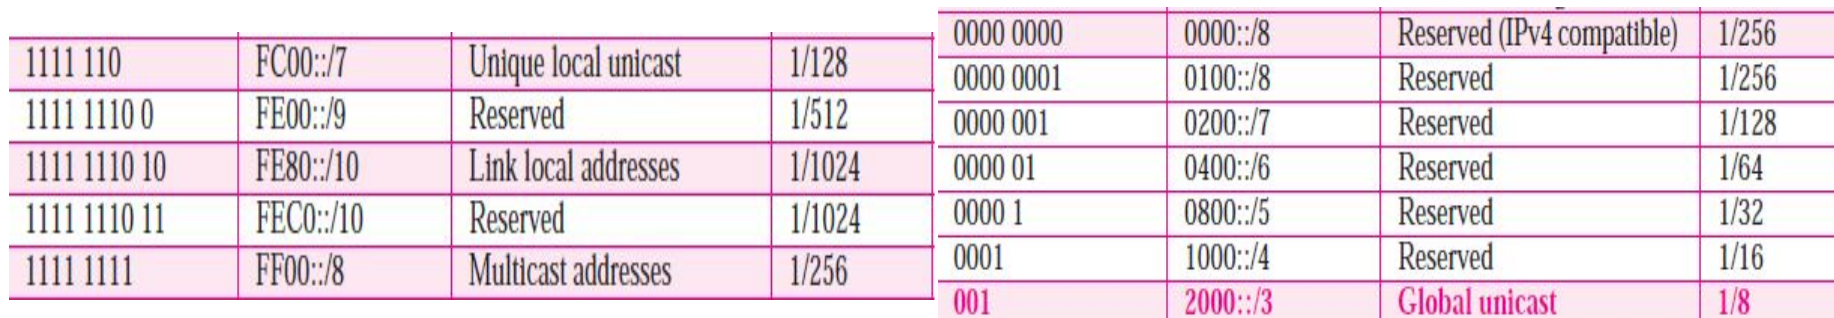 1111 110 FC00::/7 Unique local unicast 1/128
1111 1110 0 FE00::/9 Reserved 1/512
1111 1110 10 FE80::/10 Link local addresses 1/1024
1111 1110 11 FEC0::/10 Reserved 1/1024
1111 1111 FF00::/8 Multicast addresses 1/256
0000 0000 0000::/8 Reserved (IPv4 compatible) 1/256
0000 0001 0100::/8 Reserved 1/256
0000 001 0200::/7 Reserved 1/128
0000 01 0400::/6 Reserved 1/64
0000 1 0800::/5 Reserved 1/32
0001 1000::/4 Reserved 1/16
001 2000::/3 Global unicast 1/8